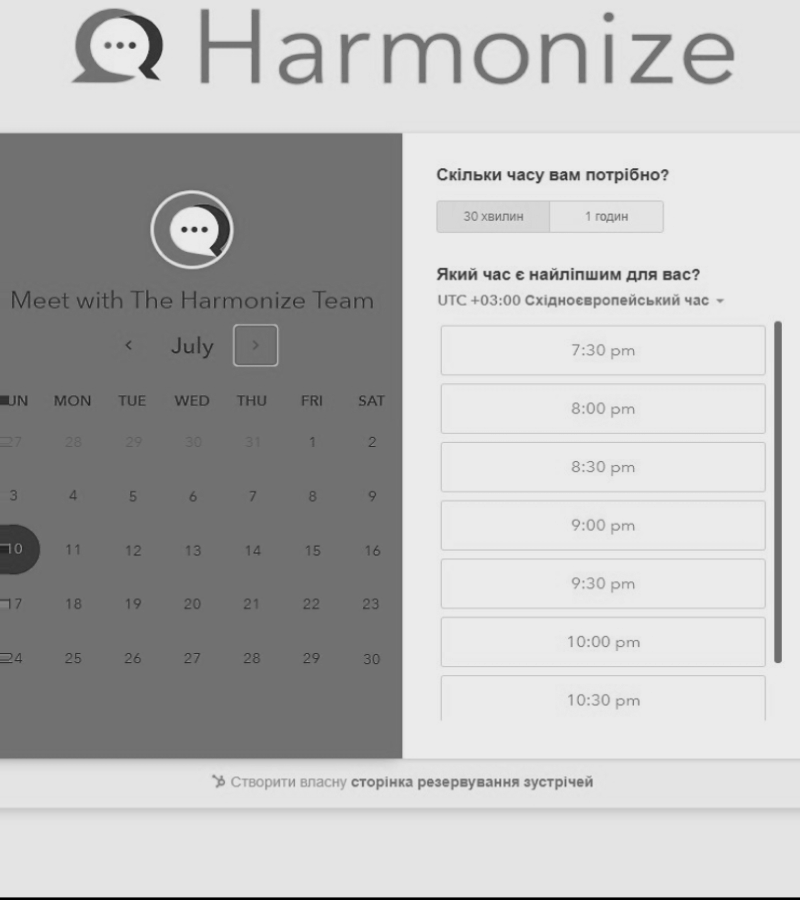 Harmonize
Meet with The Harmonize Team
July
UN MON TUE WED THU FRI SAT
27 28 29 30 31 1 2
3 4 5 6 7 8 9
10 11 12 13 14 15 16
17 18 19 20 21 22 23
24 25 26 27 28 29 30
Скільки часу вам потрібно?
30 хвилин 1 годин
Який час є найліпшим для вас?
UTC +03:00 Східноєвропейський час
7:30 pm
8:00 pm
8:30 pm
9:00 pm
9:30 pm
10:00 pm
10:30 pm
Створити власну сторінка резервування зустрічей